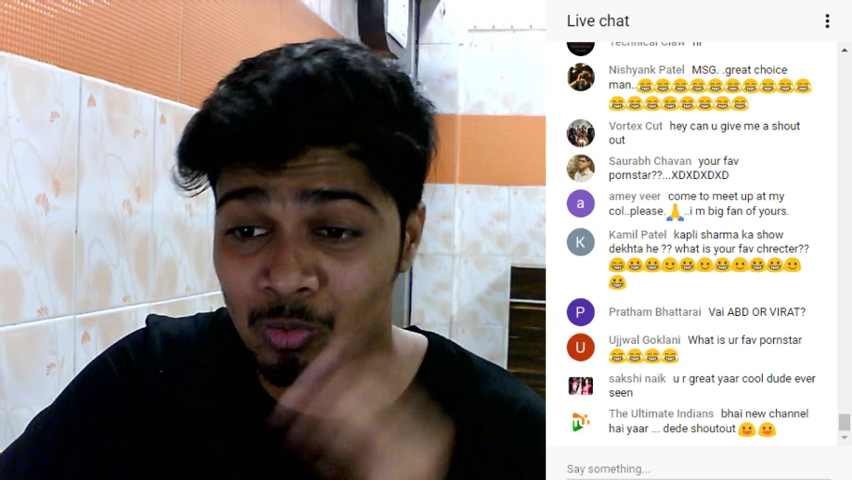 Live chat
Technical Claw hi
Nishyank Patel MSG. .great choice
man..😂😂😂😂😂😂😂😂😂😂
😂😂😂😂😂😂😂😂
Vortex Cut hey can u give me a shout
out
Saurabh Chavan your fav
pornstar??...XDXDXDXD
a
amey veer come to meet up at my
col..please.🙏..i m big fan of yours.
K
Kamil Patel kapli sharma ka show
dekhta he ?? what is your fav chrecter??
P
Pratham Bhattarai Vai ABD OR VIRAT?
U
Ujjwal Goklani What is ur fav pornstar
😂😂😂😂
sakshi naik u r great yaar cool dude ever
seen
The Ultimate Indians bhai new channel
hai yaar ... dede shoutout 😛😛
Say something...